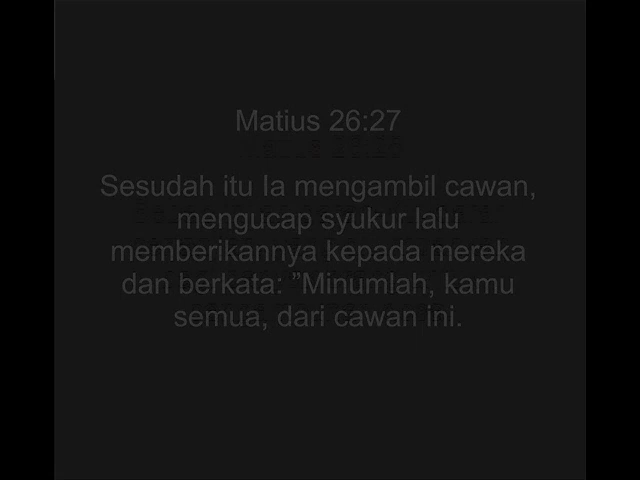 Matius 26:27
Sesudah itu Ia mengambil cawan,
mengucap syukur lalu
memberikannya kepada mereka
dan berkata: ”Minumlah, kamu
semua, dari cawan ini.